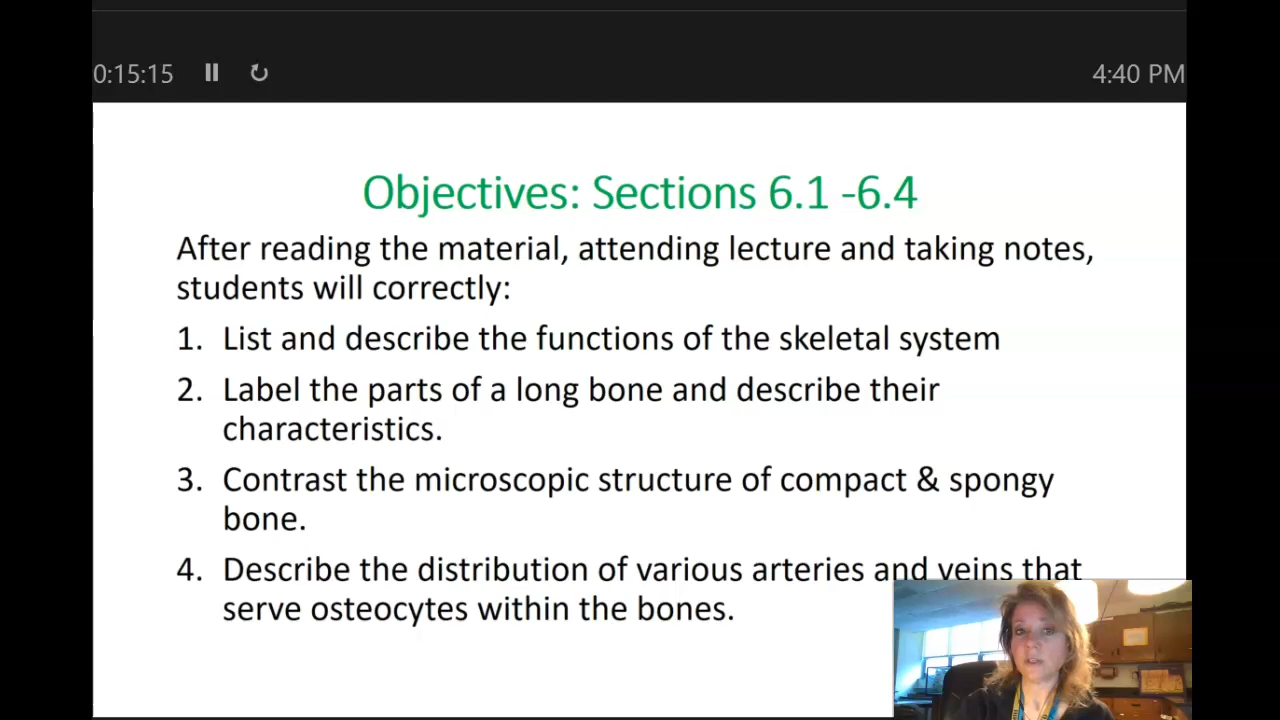 0:15:15
4:40 PM
Objectives: Sections 6.1 -6.4
After reading the material, attending lecture and taking notes,
students will correctly:
1. List and describe the functions of the skeletal system
2. Label the parts of a long bone and describe their
characteristics.
3. Contrast the microscopic structure of compact & spongy
bone.
4. Describe the distribution of various arteries and veins that
serve osteocytes within the bones.